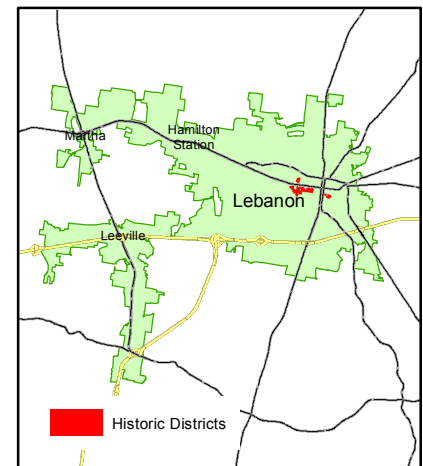 Hamilton
Station
Martha
Lebanon
Leeville
Historic Districts